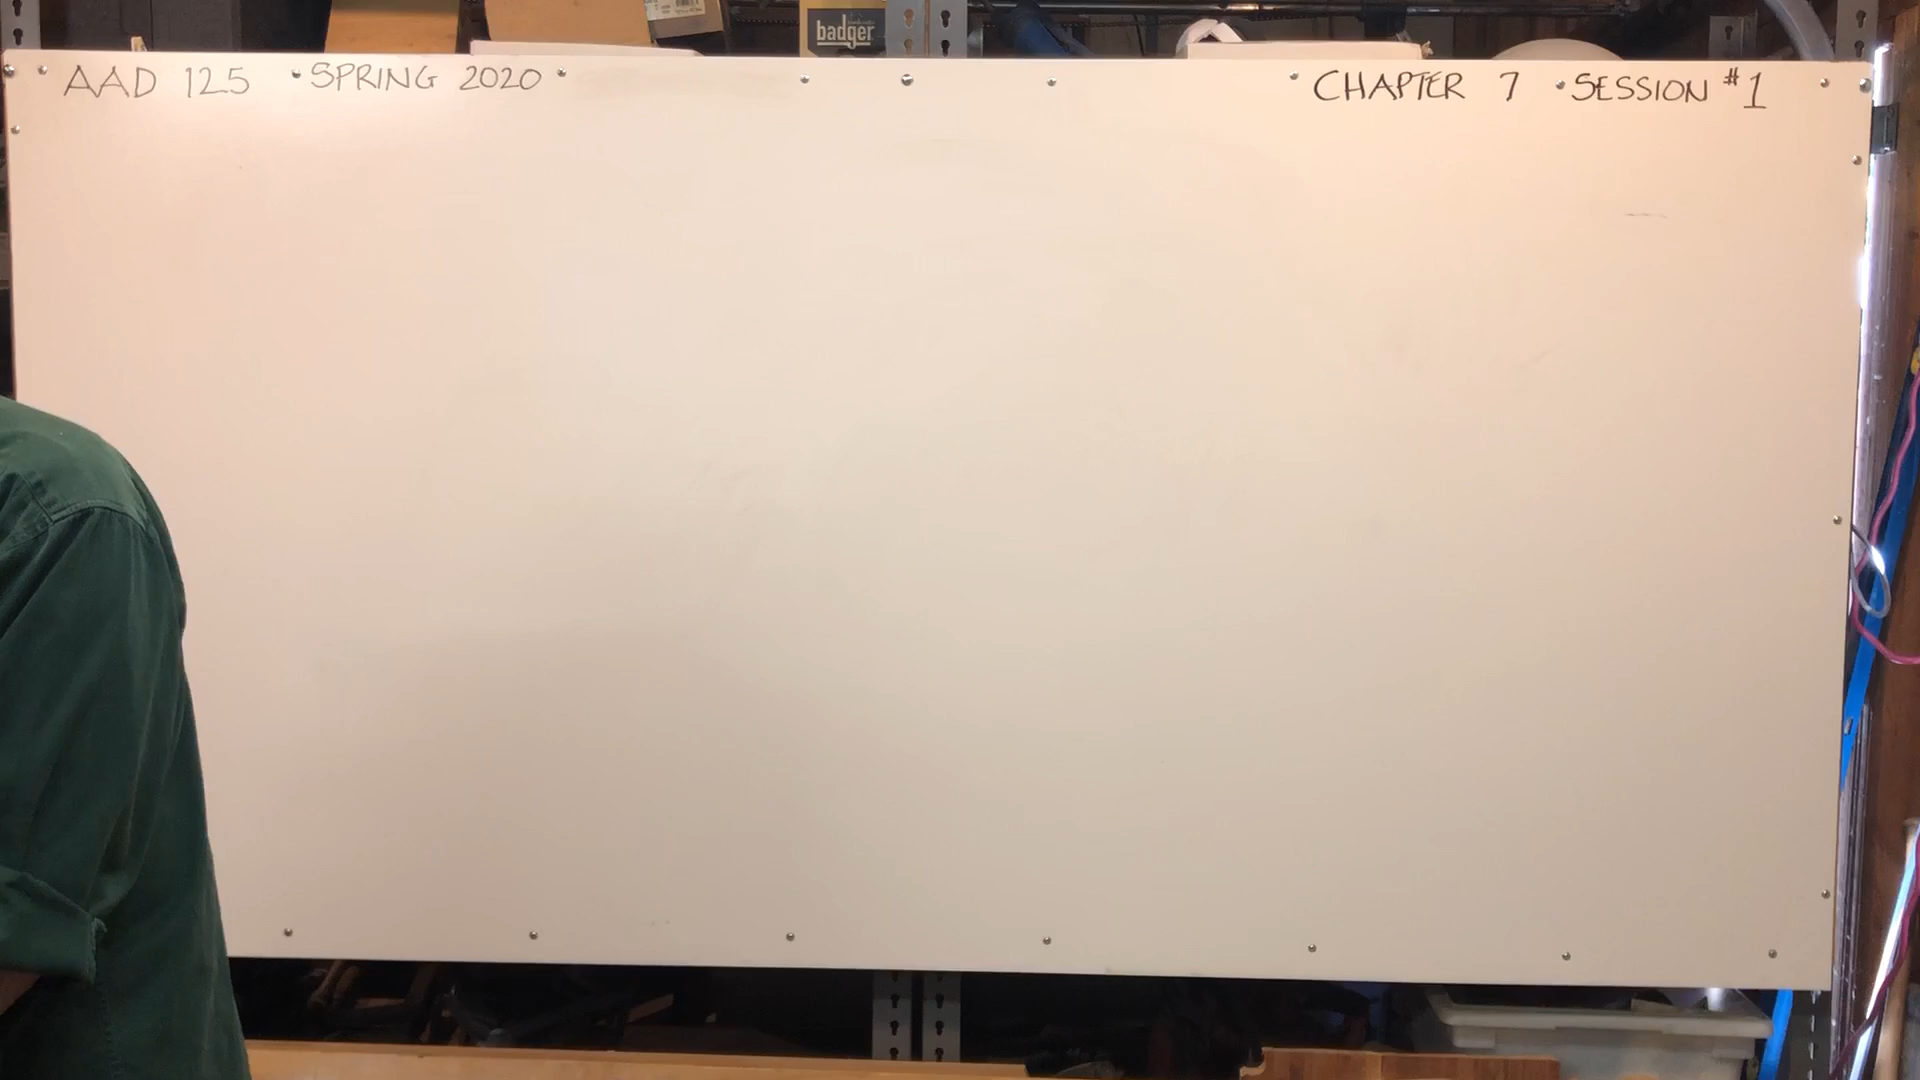 badger
AAD 125 • SPRING 2020
CHAPTER 7 • SESSION #1